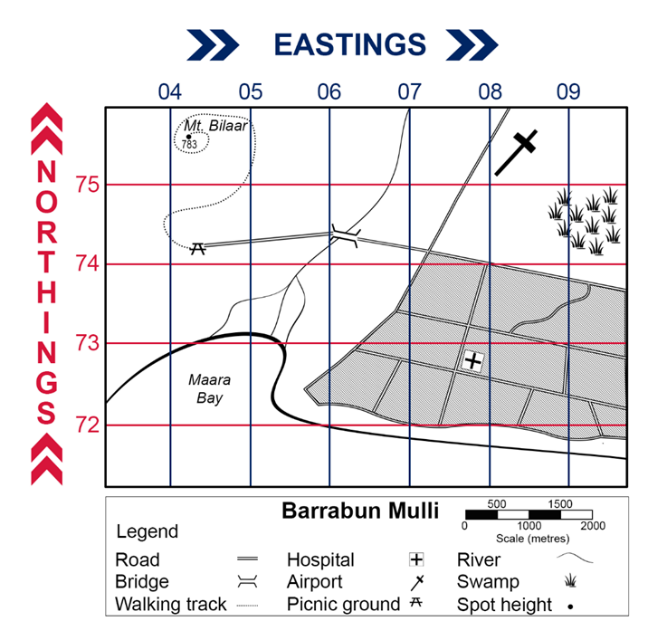 EASTINGS
04 05 06 07 08 09
NORTHINGS
Mt. Bilaar
783
75
74
73
Maara
Bay
72
Barrabun Mulli
500 1500
0 1000 2000
Scale (metres)
Legend
Road Hospital River
Bridge Airport Swamp
Walking track Picnic ground Spot height